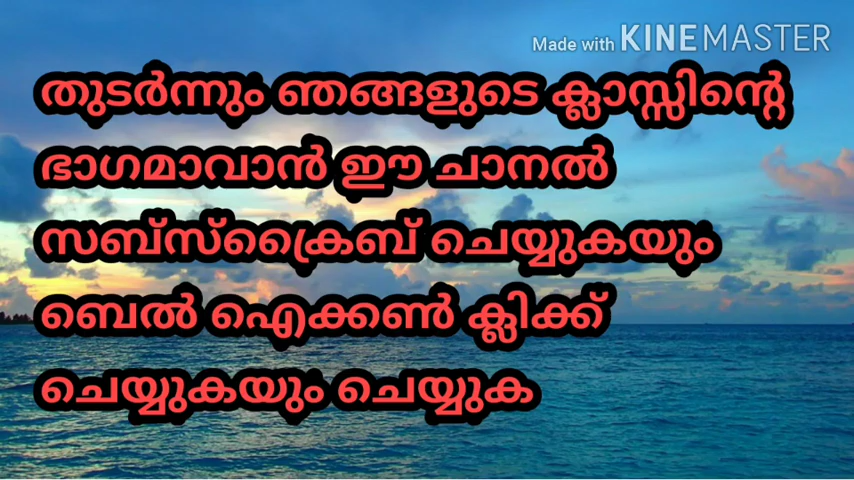 Made with KINEMASTER
തുടർന്നും ഞങ്ങളുടെ ക്ലാസ്സിന്റെ
ഭാഗമാവാൻ ഈ ചാനൽ
സബ്സ്ക്രൈബ് ചെയ്യുകയും
ബെൽ ഐക്കൺ ക്ലിക്ക്
ചെയ്യുകയും ചെയ്യുക